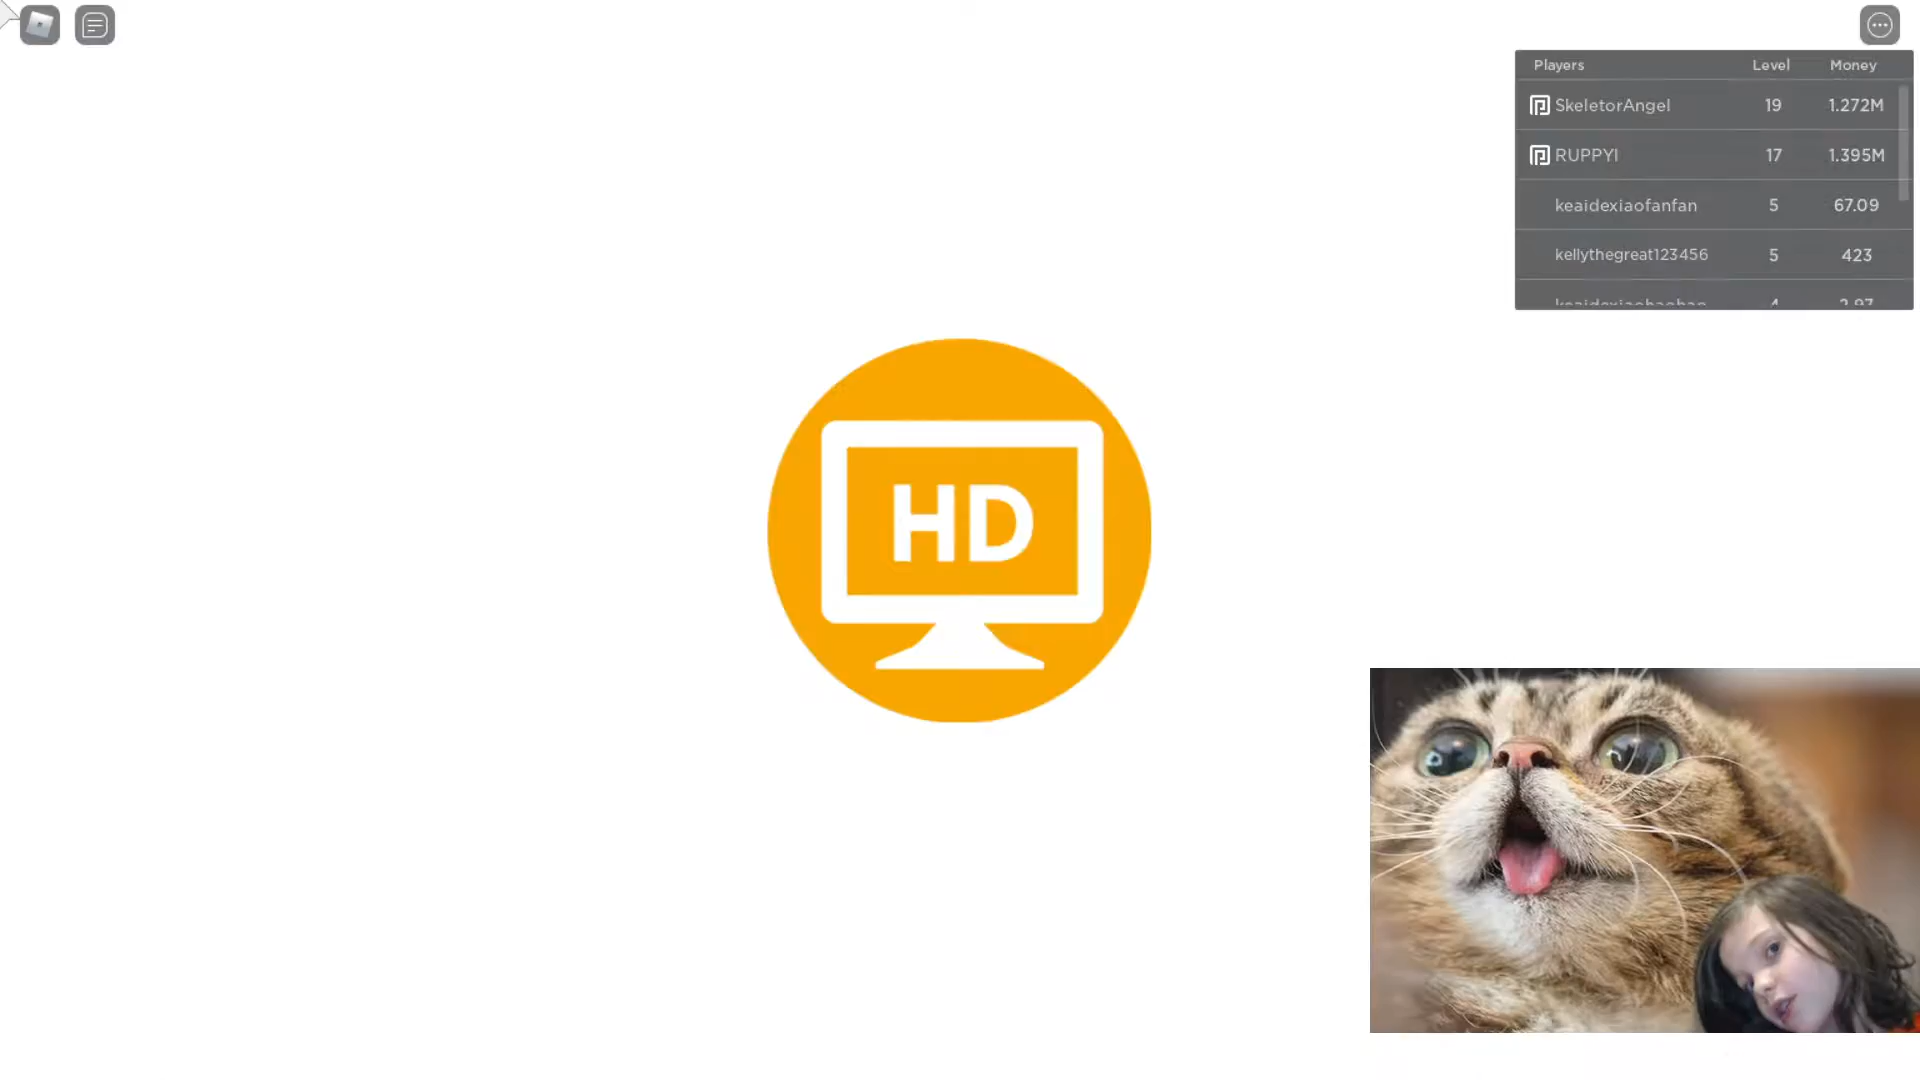 Players Level Money
SkeletorAngel 19 1.272M
RUPPYI 17 1.395M
keaidexiaofanfan 5 67.09
kellythegreat123456 5 423
HD